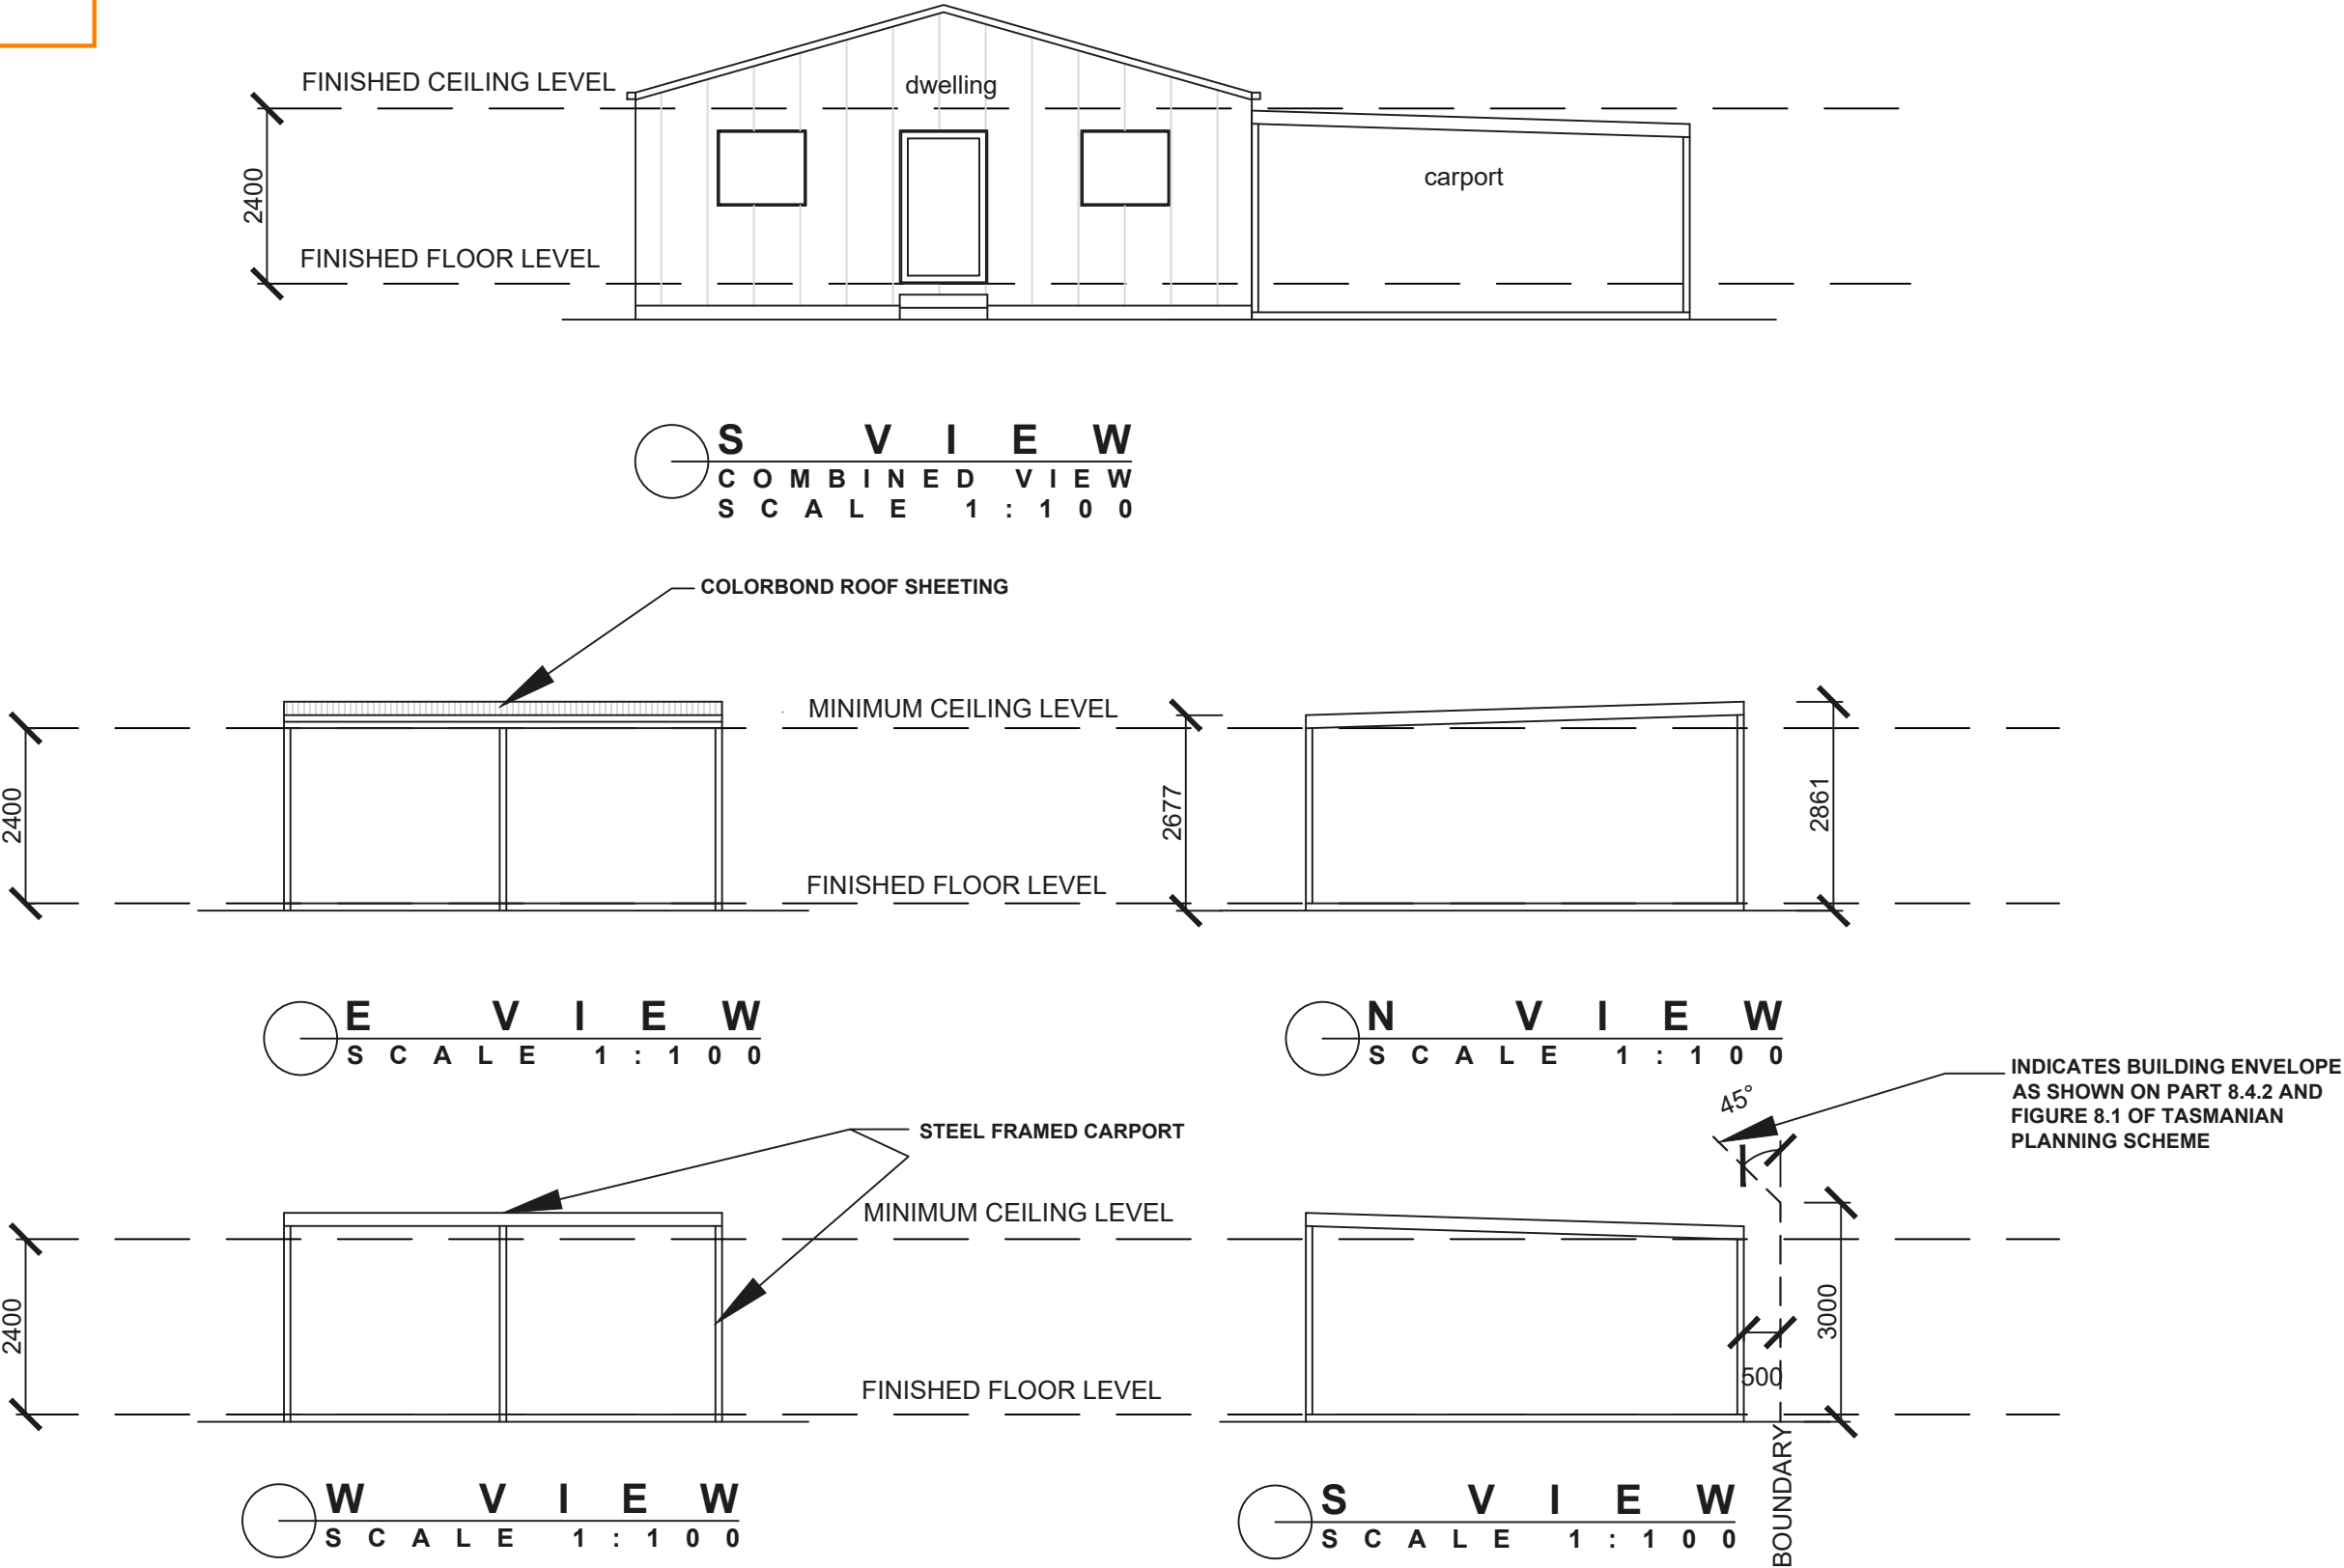 FINISHED CEILING LEVEL
dwelling
carport
2400
FINISHED FLOOR LEVEL
S VIEW
COMBINED VIEW
SCALE 1:100
COLORBOND ROOF SHEETING
MINIMUM CEILING LEVEL
2400
2677
2861
FINISHED FLOOR LEVEL
E VIEW
SCALE 1:100
N VIEW
SCALE 1:100
INDICATES BUILDING ENVELOPE
AS SHOWN ON PART 8.4.2 AND
FIGURE 8.1 OF TASMANIAN
PLANNING SCHEME
45°
STEEL FRAMED CARPORT
MINIMUM CEILING LEVEL
2400
3000
500
FINISHED FLOOR LEVEL
BOUNDARY
W VIEW
SCALE 1:100
S VIEW
SCALE 1:100